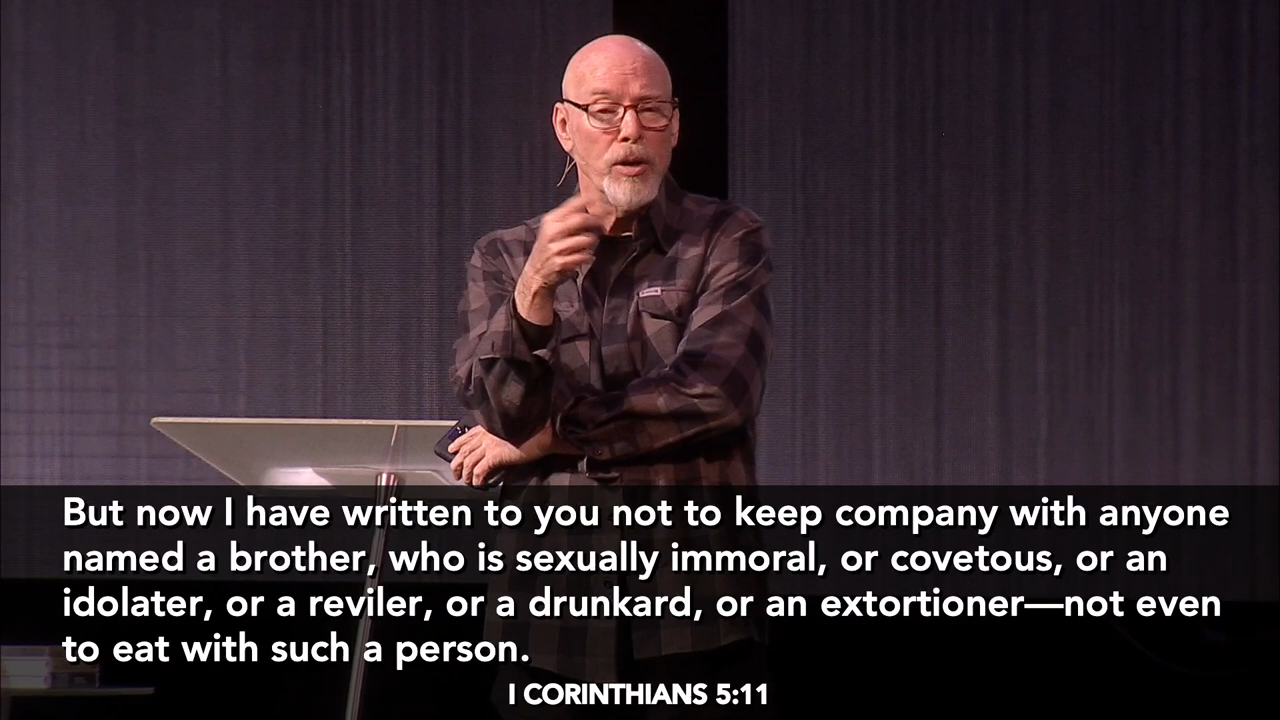 But now I have written to you not to keep company with anyone
named a brother, who is sexually immoral, or covetous, or an
idolater, or a reviler, or a drunkard, or an extortioner—not even
to eat with such a person.
I CORINTHIANS 5:11